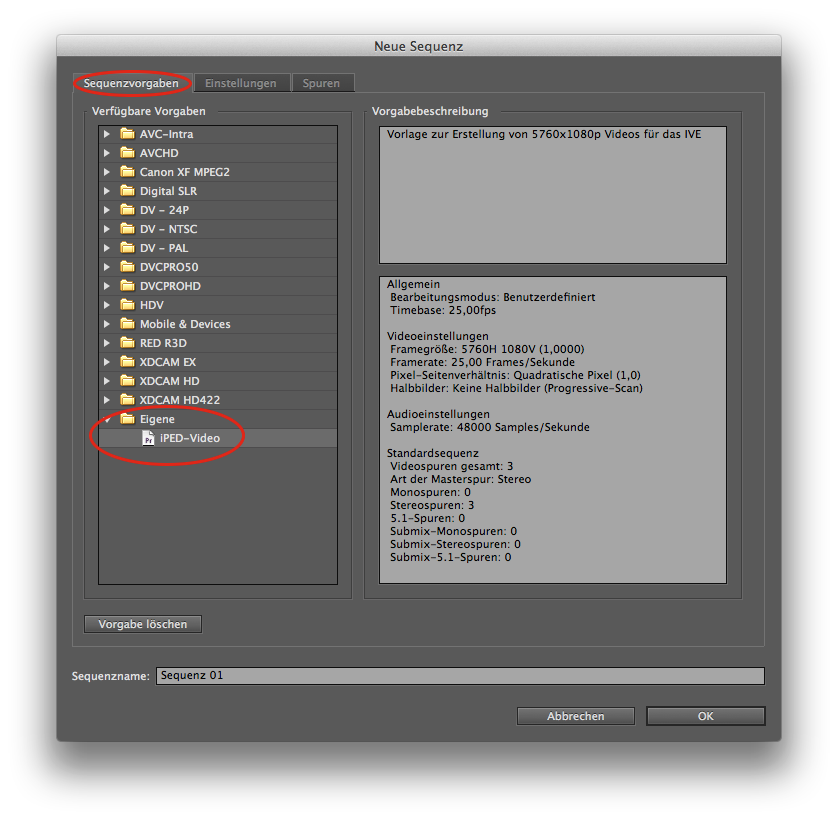 Neue Sequenz
Sequenzvorgaben
Einstellungen
Spuren
Verfügbare Vorgaben
AVC-Intra
AVCHD
Canon XF MPEG2
Digital SLR
DV - 24P
DV - NTSC
DV - PAL
DVCPRO50
DVCPROHD
HDV
Mobile & Devices
RED R3D
XDCAM EX
XDCAM HD
XDCAM HD422
Eigene
Pr iPED-Video
Vorgabebeschreibung
Vorlage zur Erstellung von 5760x1080p Videos für das IVE
Allgemein
Bearbeitungsmodus: Benutzerdefiniert
Timebase: 25,00fps
Videoeinstellungen
Framegröße: 5760H 1080V (1,0000)
Framerate: 25,00 Frames/Sekunde
Pixel-Seitenverhältnis: Quadratische Pixel (1,0)
Halbbilder: Keine Halbbilder (Progressive-Scan)
Audioeinstellungen
Samplerate: 48000 Samples/Sekunde
Standardsequenz
Videospuren gesamt: 3
Art der Masterspur: Stereo
Monospuren: 0
Stereospuren: 3
5.1-Spuren: 0
Submix-Monospuren: 0
Submix-Stereospuren: 0
Submix-5.1-Spuren: 0
Vorgabe löschen
Sequenzname: Sequenz 01
Abbrechen
OK